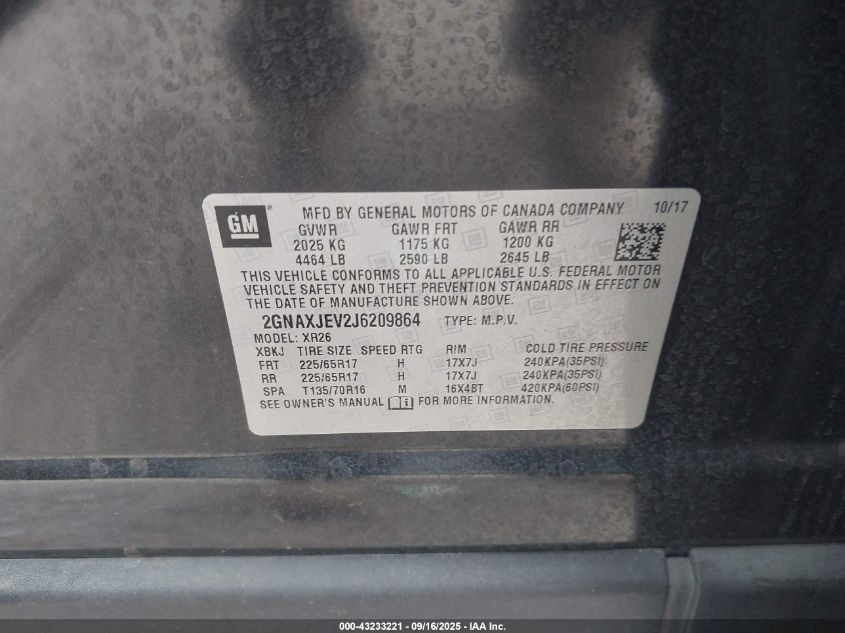 GM
MFD BY GENERAL MOTORS OF CANADA COMPANY 10/17
GVWR GAWR FRT GAWR RR
2025 KG 1175 KG 1200 KG
4464 LB 2590 LB 2645 LB
THIS VEHICLE CONFORMS TO ALL APPLICABLE U.S. FEDERAL MOTOR
VEHICLE SAFETY AND THEFT PREVENTION STANDARDS IN EFFECT ON
THE DATE OF MANUFACTURE SHOWN ABOVE.
2GNAXJEV2J6209864 TYPE: M.P.V.
MODEL: XR26
XBKJ TIRE SIZE SPEED RTG RIM COLD TIRE PRESSURE
FRT 225/65R17 H 17X7J 240KPA(35PSI)
RR 225/65R17 H 17X7J 240KPA(35PSI)
SPA T135/70R16 M 16X4BT 420KPA(60PSI)
SEE OWNER'S MANUAL i FOR MORE INFORMATION.
000-43233221 - 09/16/2025 - IAA Inc.